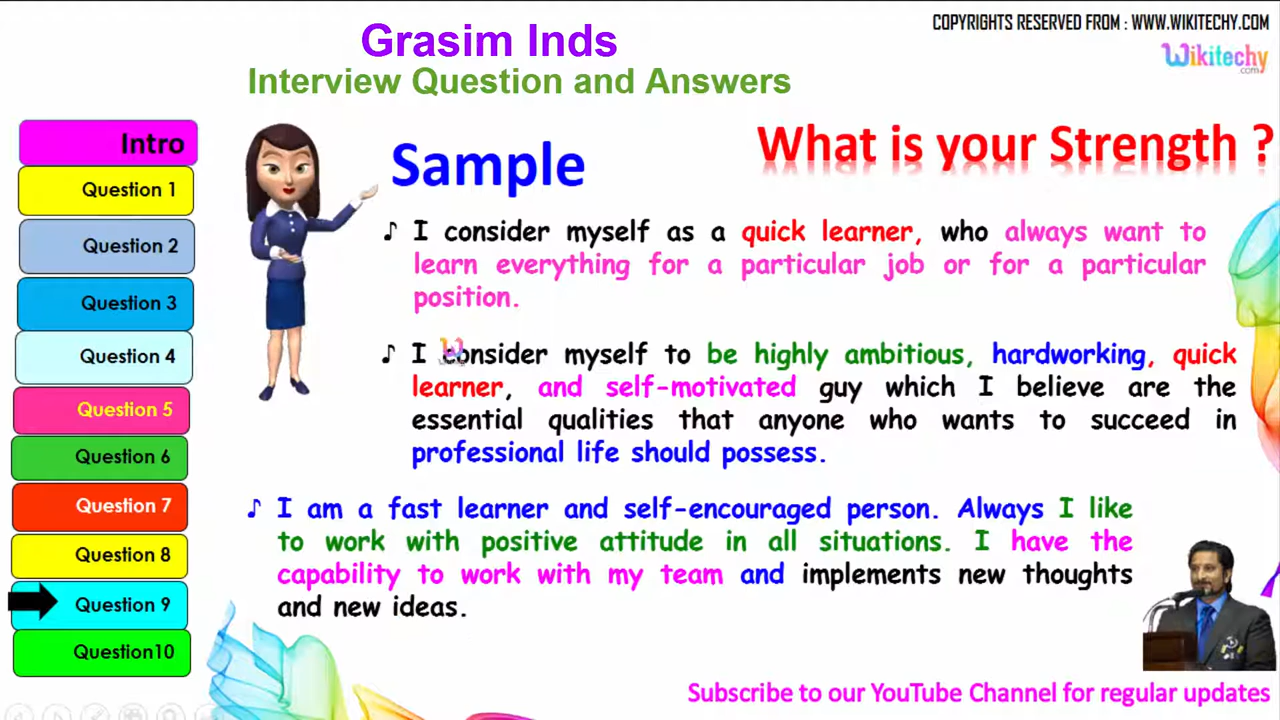 Grasim Inds
Interview Question and Answers
COPYRIGHTS RESERVED FROM : WWW.WIKITECHY.COM
Wikitechy
.com
Intro
Question 1
Question 2
Question 3
Question 4
Question 5
Question 6
Question 7
Question 8
Question 9
Question10
Sample
What is your Strength ?
♪ I consider myself as a quick learner, who always want to
learn everything for a particular job or for a particular
position.
♪ I consider myself to be highly ambitious, hardworking, quick
learner, and self-motivated guy which I believe are the
essential qualities that anyone who wants to succeed in
professional life should possess.
♪ I am a fast learner and self-encouraged person. Always I like
to work with positive attitude in all situations. I have the
capability to work with my team and implements new thoughts
and new ideas.
Subscribe to our YouTube Channel for regular updates